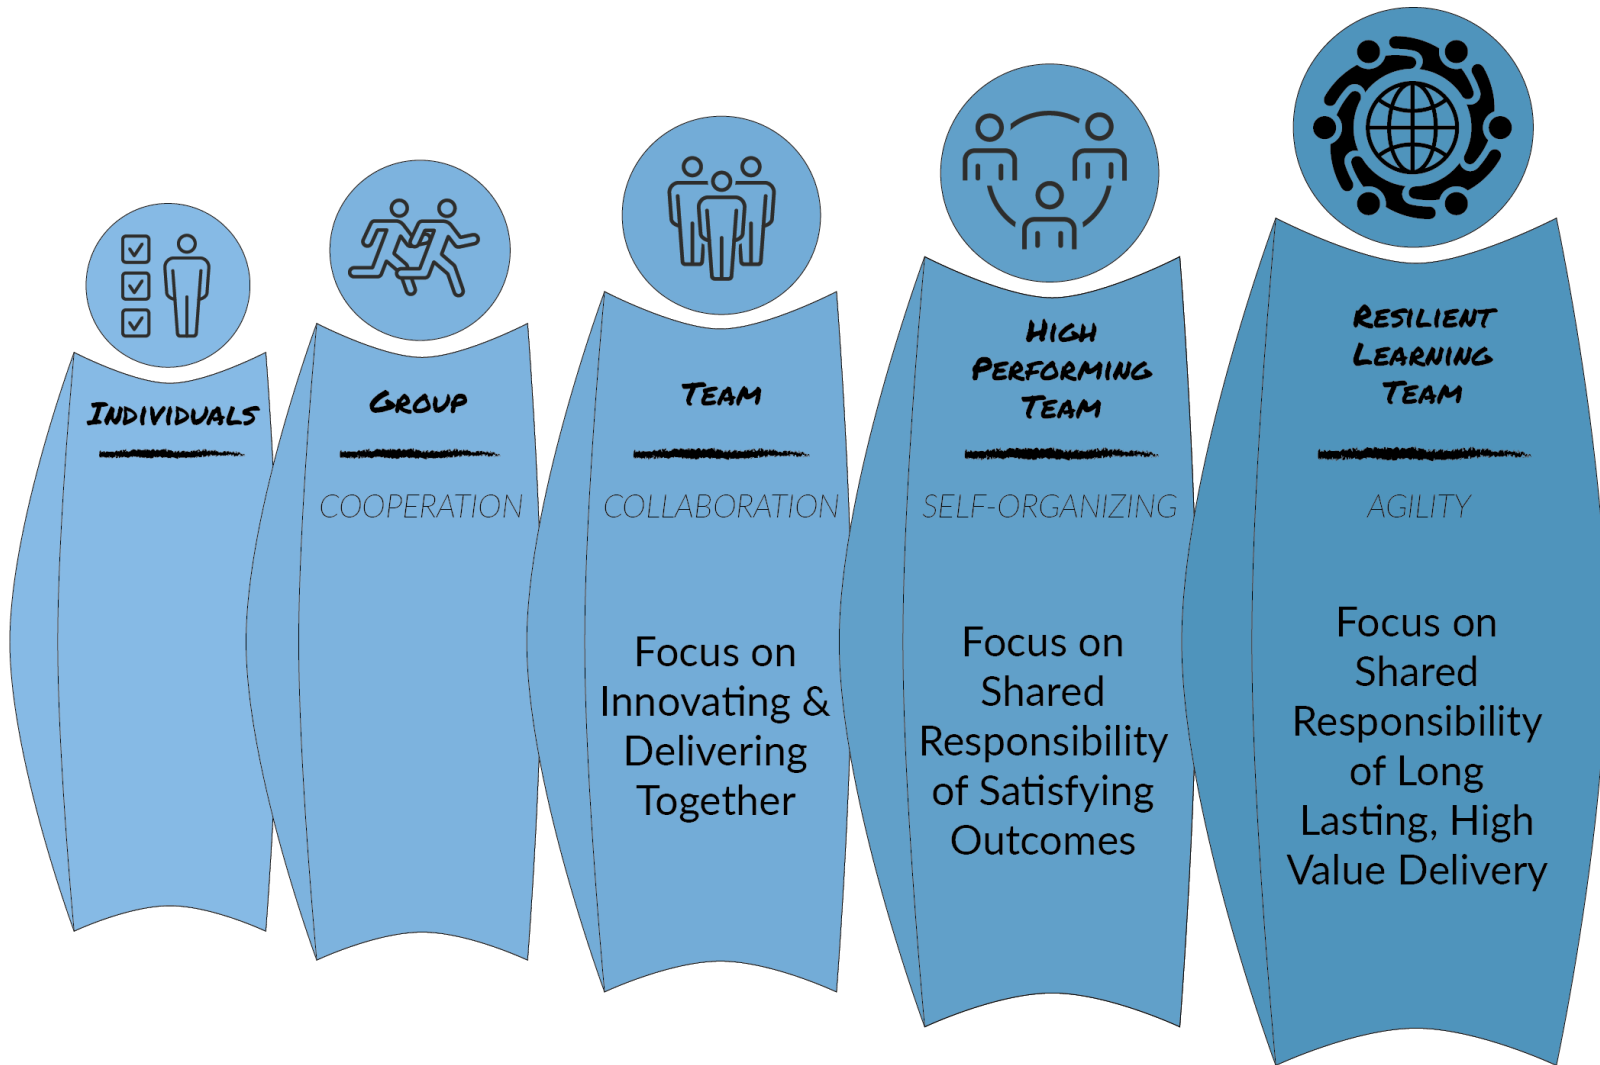 INDIVIDUALS
GROUP
COOPERATION
TEAM
COLLABORATION
Focus on
Innovating &
Delivering
Together
HIGH
PERFORMING
TEAM
SELF-ORGANIZING
Focus on
Shared
Responsibility
of Satisfying
Outcomes
RESILIENT
LEARNING
TEAM
AGILITY
Focus on
Shared
Responsibility
of Long
Lasting, High
Value Delivery